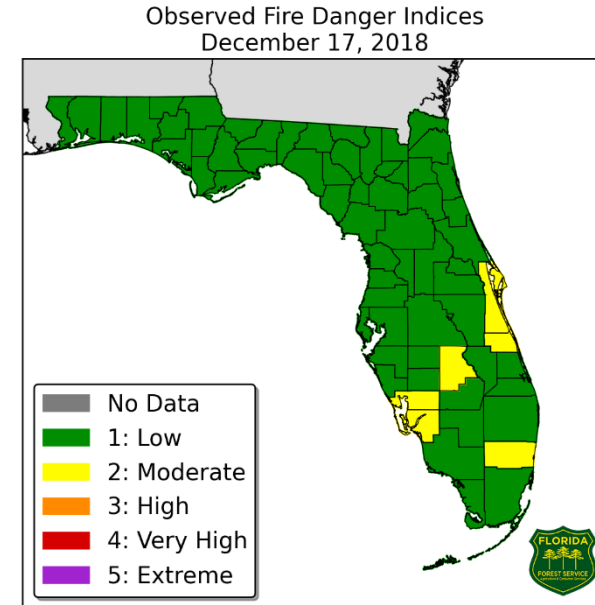 Observed Fire Danger Indices
December 17, 2018
No Data
1: Low
2: Moderate
3: High
4: Very High
5: Extreme
FLORIDA
FOREST SERVICE